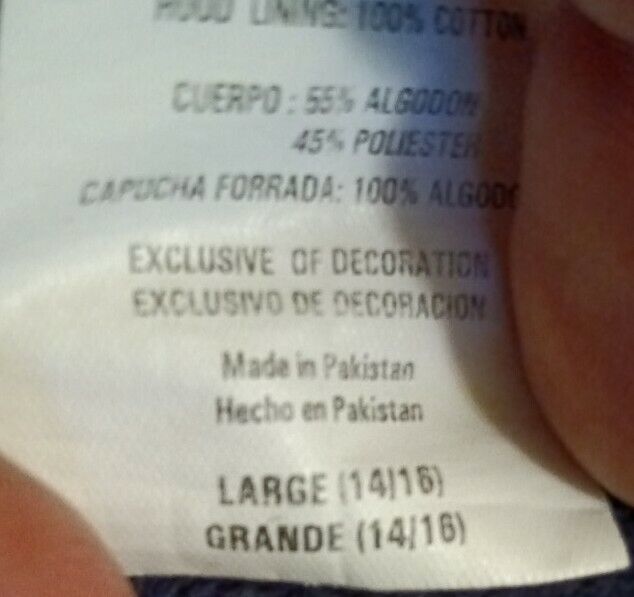 HOOD LINING: 100% COTTON
CUERPO : 55% ALGODON
45% POLIESTER
CAPUCHA FORRADA: 100% ALGODO
EXCLUSIVE OF DECORATION
EXCLUSIVO DE DECORACION
Made in Pakistan
Hecho en Pakistan
LARGE (14/16)
GRANDE (14/16)